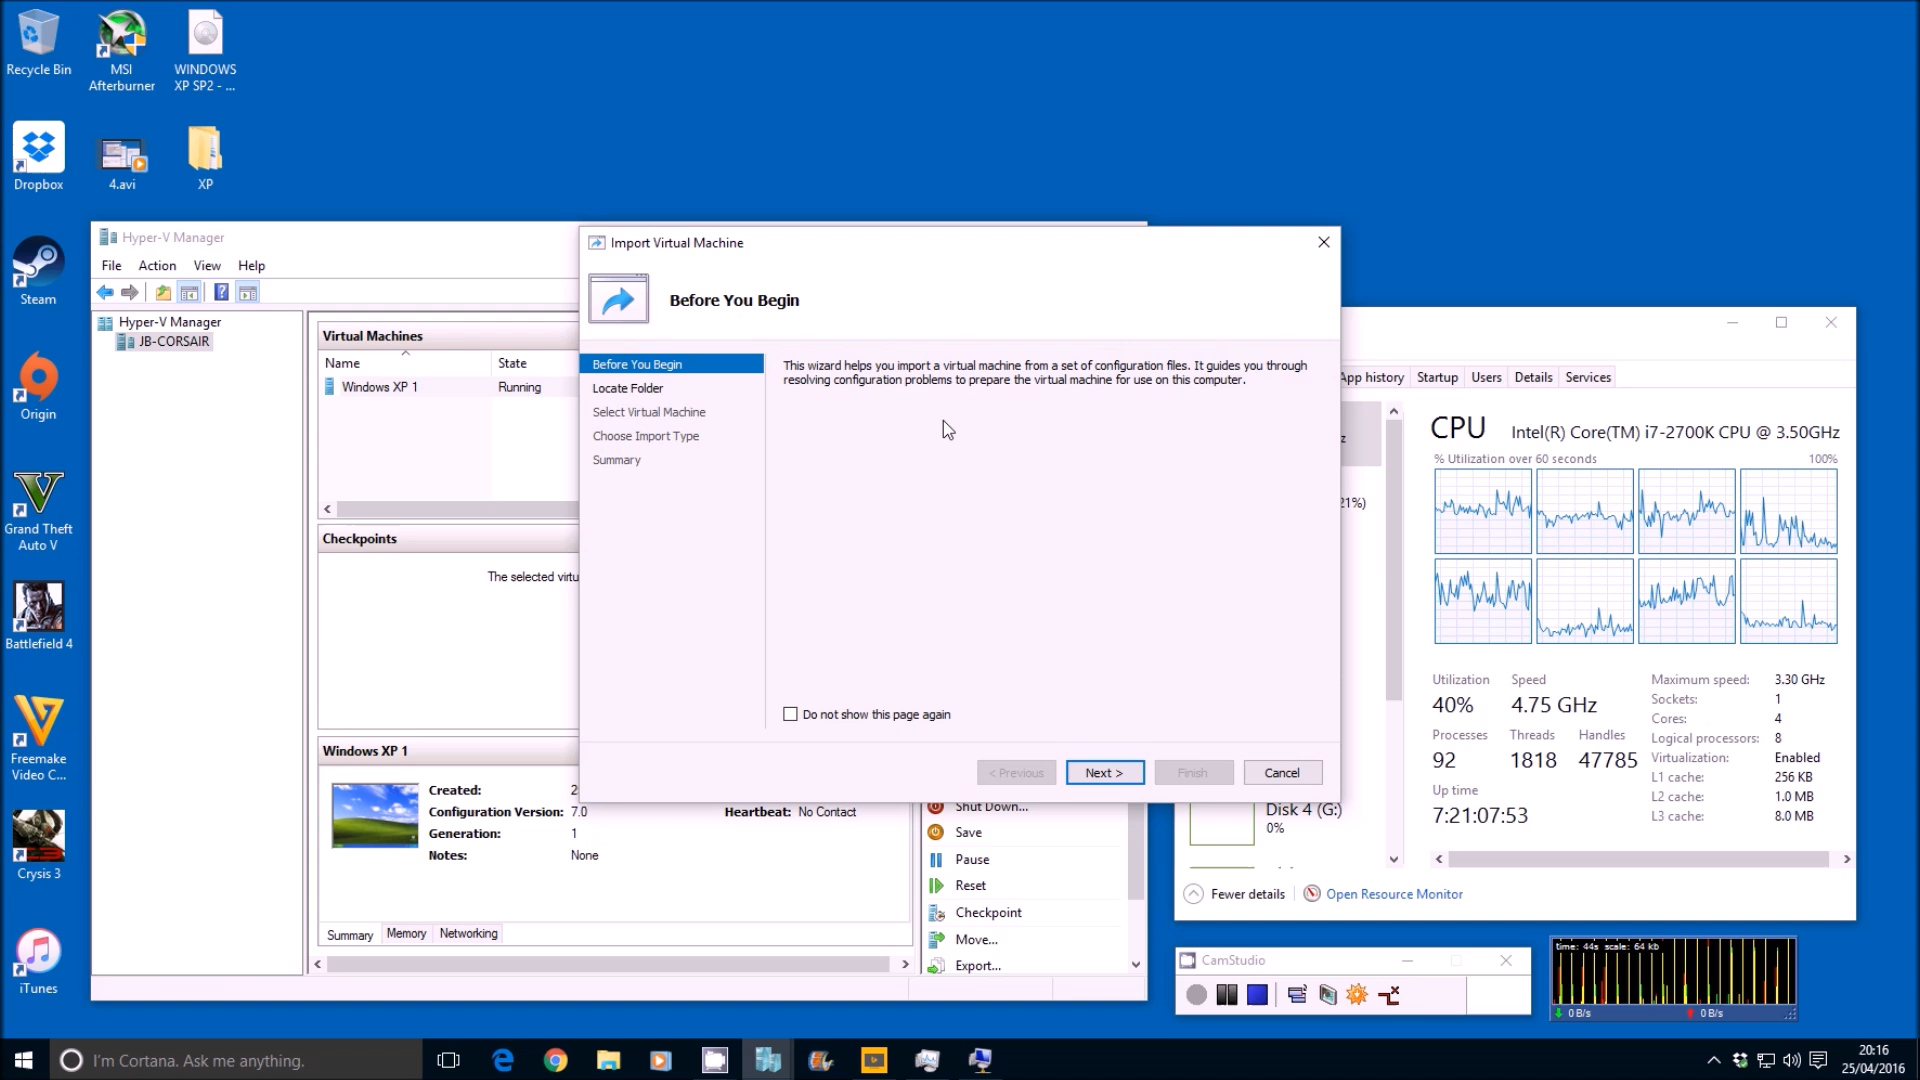 Recycle Bin
MSI
Afterburner
WINDOWS
XP SP2 - ...
Dropbox
4.avi
XP
Steam
Origin
Grand Theft
Auto V
Battlefield 4
Freemake
Video C...
Crysis 3
iTunes
Hyper-V Manager
File Action View Help
Hyper-V Manager
JB-CORSAIR
Virtual Machines
Name State
Windows XP 1 Running
Checkpoints
The selected virtu
Windows XP 1
Created: 2
Configuration Version: 7.0
Generation: 1
Notes: None
Heartbeat: No Contact
Summary Memory Networking
Shut Down...
Save
Pause
Reset
Checkpoint
Move...
Export...
Import Virtual Machine
Before You Begin
Before You Begin
Locate Folder
Select Virtual Machine
Choose Import Type
Summary
This wizard helps you import a virtual machine from a set of configuration files. It guides you through
resolving configuration problems to prepare the virtual machine for use on this computer.
Do not show this page again
< Previous Next > Finish Cancel
App history Startup Users Details Services
z
21%)
Disk 4 (G:)
0%
CPU Intel(R) Core(TM) i7-2700K CPU @ 3.50GHz
% Utilization over 60 seconds 100%
Utilization Speed
40% 4.75 GHz
Processes Threads Handles
92 1818 47785
Up time
7:21:07:53
Maximum speed: 3.30 GHz
Sockets: 1
Cores: 4
Logical processors: 8
Virtualization: Enabled
L1 cache: 256 KB
L2 cache: 1.0 MB
L3 cache: 8.0 MB
Fewer details Open Resource Monitor
CamStudio
time: 44s scale: 64 kb
0 B/s 0 B/s
I'm Cortana. Ask me anything.
20:16
25/04/2016